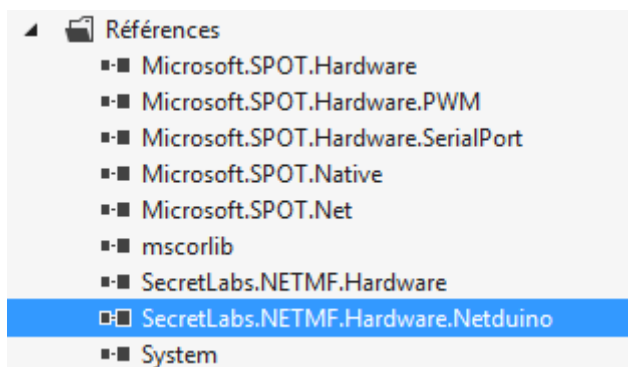 Références
Microsoft.SPOT.Hardware
Microsoft.SPOT.Hardware.PWM
Microsoft.SPOT.Hardware.SerialPort
Microsoft.SPOT.Native
Microsoft.SPOT.Net
mscorlib
SecretLabs.NETMF.Hardware
SecretLabs.NETMF.Hardware.Netduino
System